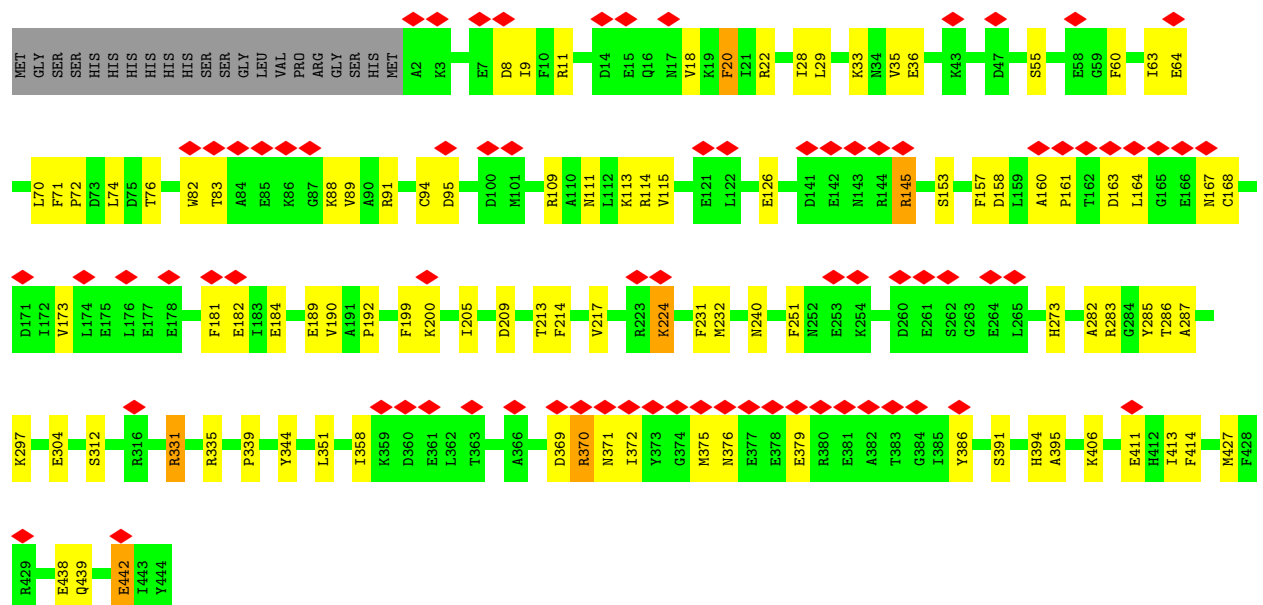 MET GLY SER SER HIS HIS HIS HIS HIS HIS SER SER GLY LEU VAL PRO ARG GLY SER HIS MET A2 K3 E7 D8 I9 F10 R11 D14 E15 Q16 N17 V18 K19 F20 I21 R22 I28 L29 K33 N34 V35 E36 K43 D47 S55 E58 G59 F60 I63 E64
L70 F71 P72 D73 L74 D75 T76 W82 T83 A84 E85 K86 G87 K88 V89 A90 R91 C94 D95 D100 M101 R109 A110 N111 L112 K113 R114 V115 E121 L122 E126 D141 E142 N143 R144 R145 S153 F157 D158 L159 A160 P161 T162 D163 L164 G165 E166 N167 C168
D171 I172 V173 L174 E175 L176 E177 E178 F181 E182 I183 E184 E189 V190 A191 P192 F199 K200 I205 D209 T213 F214 V217 R223 K224 F231 M232 N240 F251 N252 E253 K254 D260 E261 S262 G263 E264 L265 H273 A282 R283 G284 Y285 T286 A287
K297 E304 S312 R316 R331 R335 P339 Y344 L351 I358 K359 D360 E361 L362 T363 A366 D369 R370 N371 I372 Y373 G374 M375 N376 E377 E378 E379 R380 E381 A382 T383 G384 I385 Y386 S391 H394 A395 K406 E411 H412 I413 F414 M427 F428
R429 E438 Q439 E442 I443 Y444